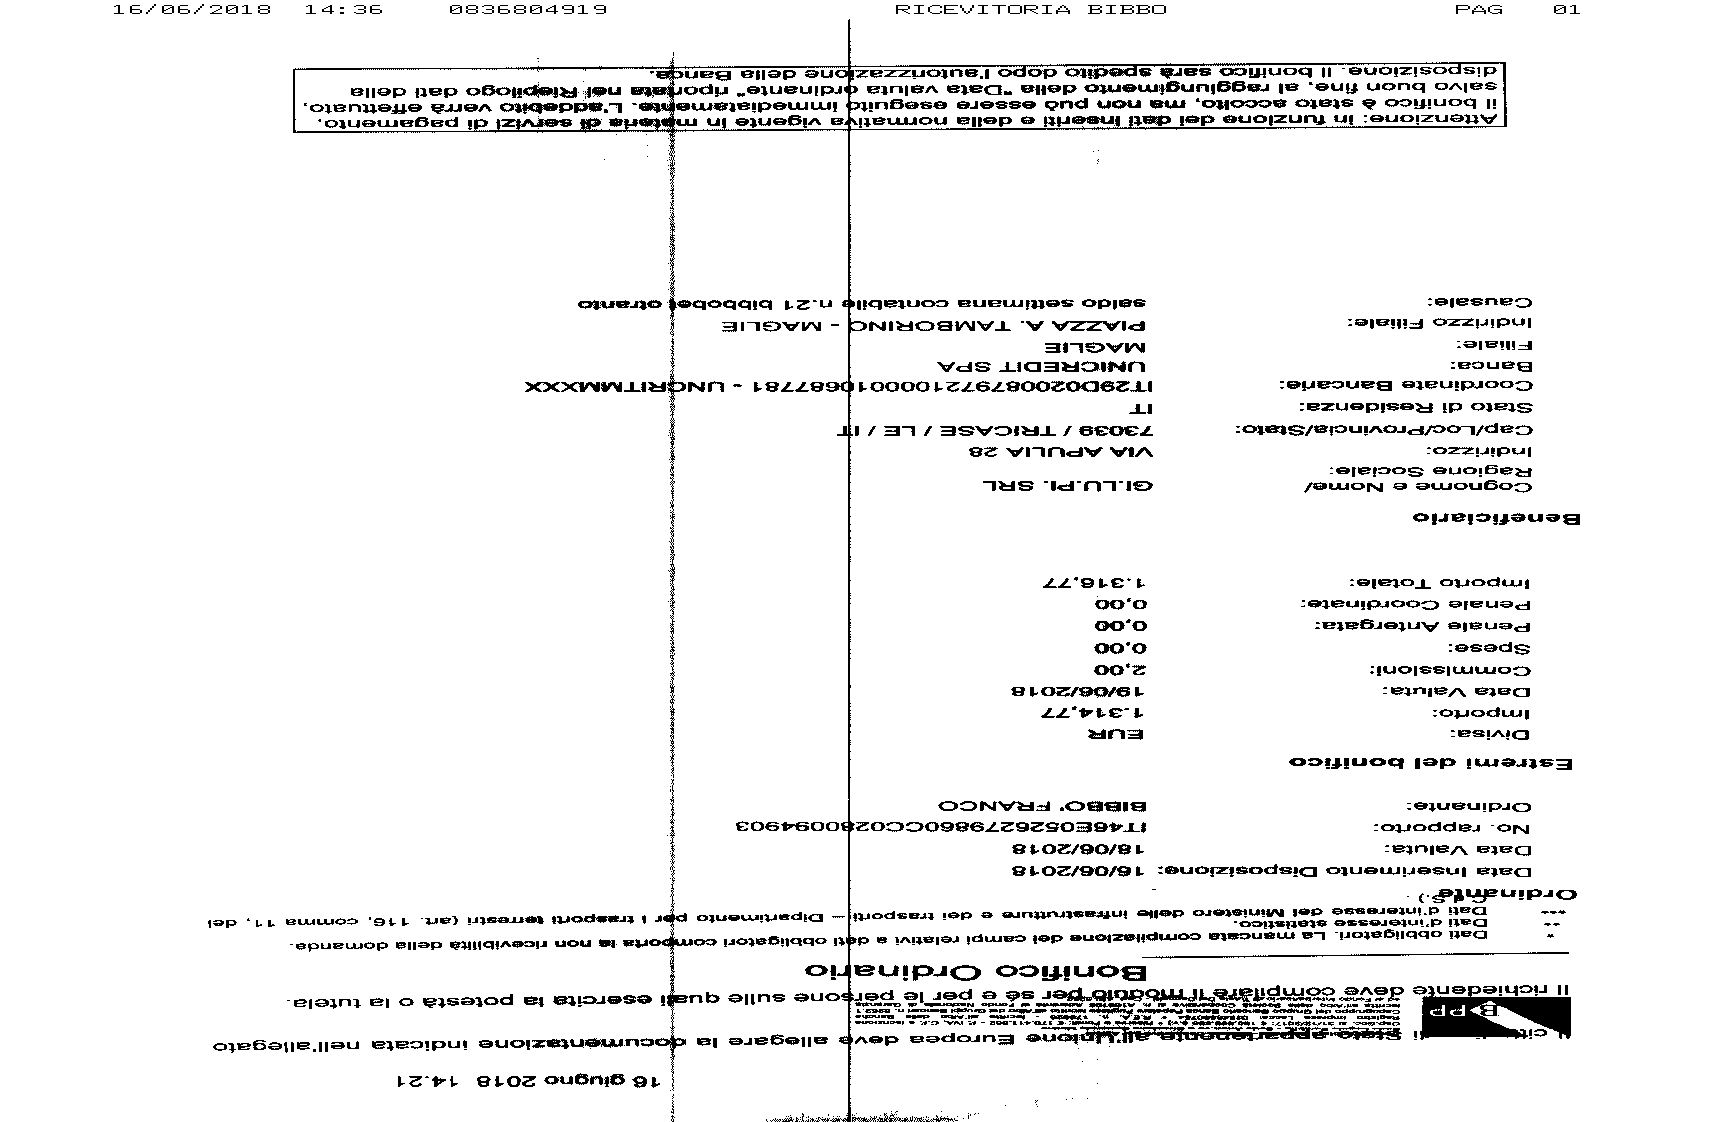 16/06/2018 14:36 0836804919 RICEVITORIA BIBBO PAG 01
16 giugno 2018 14.21
Stato appartenente all'Unione Europea deve allegare la documentazione indicata nell'allegato
Il richiedente deve compilare il modulo per sé e per le persone sulle quali esercita la potestà o la tutela.
BPP
Bonifico Ordinario
* Dati obbligatori. La mancata compilazione dei campi relativi a dati obbligatori comporta la non ricevibilità della domanda.
** Dati d'interesse statistico.
*** Dati d'interesse del Ministero delle infrastrutture e dei trasporti – Dipartimento per i trasporti terrestri (art. 116, comma 11, del
Ordinante
Data Inserimento Disposizione: 16/06/2018
Data Valuta: 18/06/2018
No. rapporto: IT46E0526279860CC0280094903
Ordinante: BIBBO' FRANCO
Estremi del bonifico
Divisa: EUR
Importo: 1.314,77
Data Valuta: 19/06/2018
Commissioni: 2,00
Spese: 0,00
Penale Antergata: 0,00
Penale Coordinate: 0,00
Importo Totale: 1.316,77
Beneficiario
Cognome e Nome/ GI.LU.PI. SRL
Ragione Sociale:
Indirizzo: VIA APULIA 28
Cap/Loc/Provincia/Stato: 73039 / TRICASE / LE / IT
Stato di Residenza: IT
Coordinate Bancarie: IT29D0200879721000010687781 - UNCRITMMXXX
Banca: UNICREDIT SPA
Filiale: MAGLIE
Indirizzo Filiale: PIAZZA A. TAMBORINO - MAGLIE
Causale: saldo settimana contabile n.21 bibbobet otranto
Attenzione: in funzione dei dati inseriti e della normativa vigente in materia di servizi di pagamento,
il bonifico è stato accolto, ma non può essere eseguito immediatamente. L'addebito verrà effettuato,
salvo buon fine, al raggiungimento della "Data valuta ordinante" riportata nel Riepilogo dati della
disposizione. Il bonifico sarà spedito dopo l'autorizzazione della Banca.